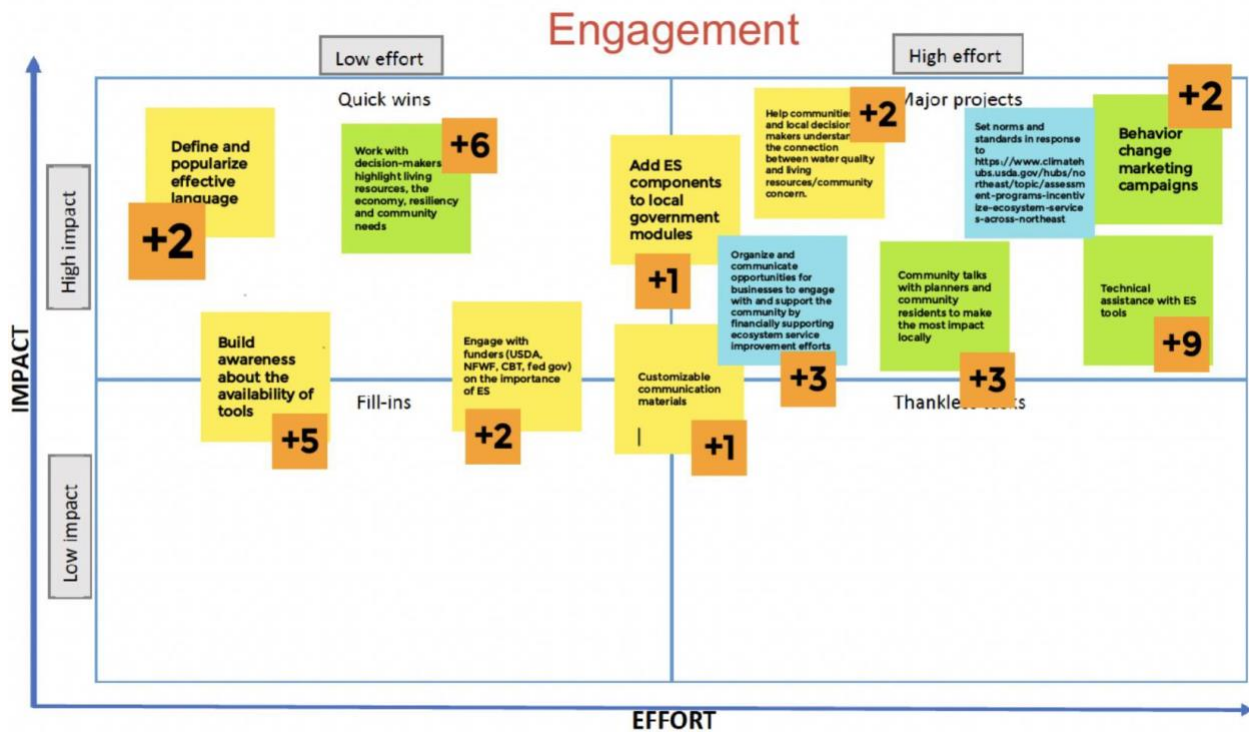 Engagement
Low effort
High effort
Quick wins
Major projects
IMPACT
High impact
Low impact
Define and
popularize
effective
language
+2
Work with
decision-makers
highlight living
resources, the
economy, resiliency
and community
needs
+6
Add ES
components
to local
government
modules
+1
Help communities
and local decision
makers understand
the connection
between water quality
and living
resources/community
concern.
+2
Set norms and
standards in response
to
https://www.climateh
ubs.usda.gov/hubs/no
rtheast/topic/assessm
ent-programs-incentiv
ize-ecosystem-service
s-across-northeast
Behavior
change
marketing
campaigns
+2
Organize and
communicate
opportunities for
businesses to engage
with and support the
community by
financially supporting
ecosystem service
improvement efforts
+3
Community talks
with planners and
community
residents to make
the most impact
locally
+3
Technical
assistance with ES
tools
+9
Build
awareness
about the
availability of
tools
+5
Engage with
funders (USDA,
NFWF, CBT, fed gov)
on the importance
of ES
+2
Customizable
communication
materials
+1
Fill-ins
Thankless tasks
EFFORT